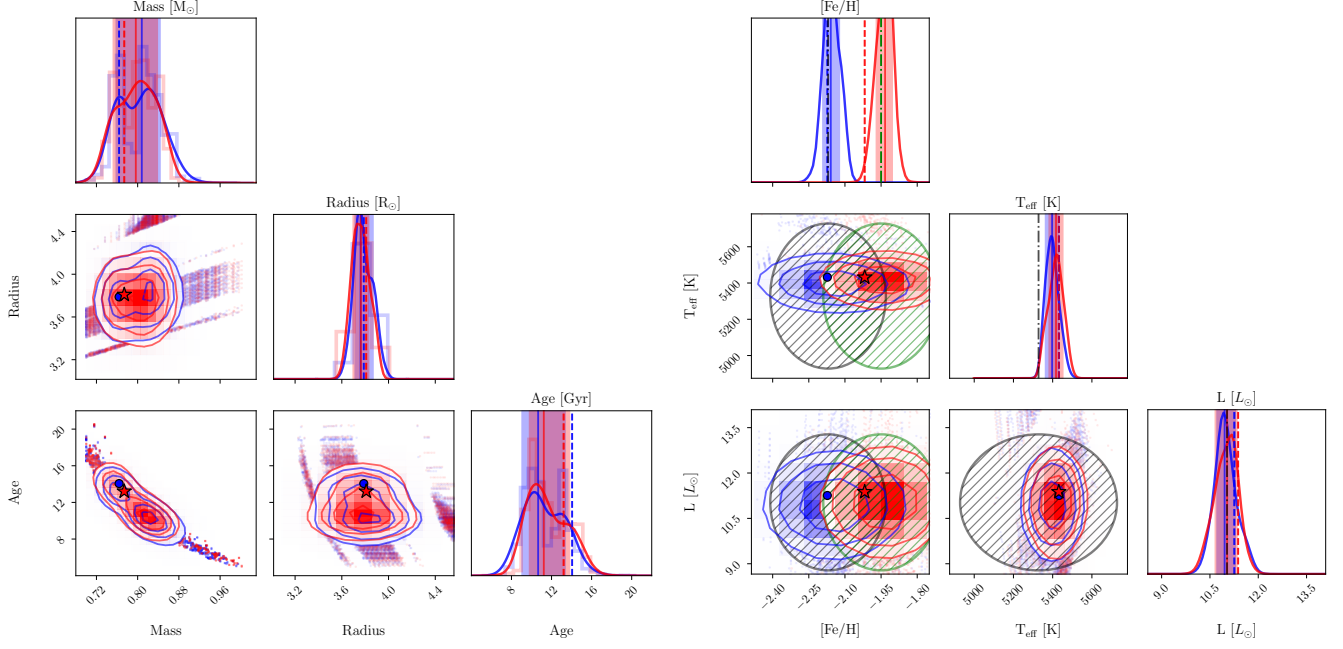 Mass [M⊙]
[Fe/H]
Radius [R⊙]
T_eff [K]
4.4
4.0
3.6
3.2
Radius
5600
5400
5200
5000
T_eff [K]
Age [Gyr]
L [L⊙]
20
16
12
8
Age
13.5
12.0
10.5
9.0
L [L⊙]
0.72 0.80 0.88 0.96
3.2 3.8 4.4
8 12 16 20
−2.40 −2.25 −2.10 −1.95 −1.80
5000 5200 5400 5600
9.0 10.5 12.0 13.5
Mass
Radius
Age
[Fe/H]
T_eff [K]
L [L⊙]